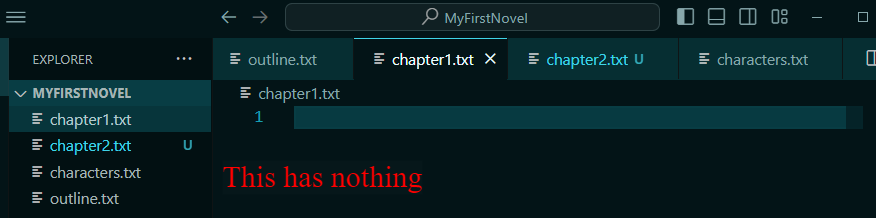 MyFirstNovel
EXPLORER
outline.txt
chapter1.txt
chapter2.txt U
characters.txt
MYFIRSTNOVEL
chapter1.txt
chapter1.txt
1
chapter2.txt U
characters.txt
outline.txt
This has nothing